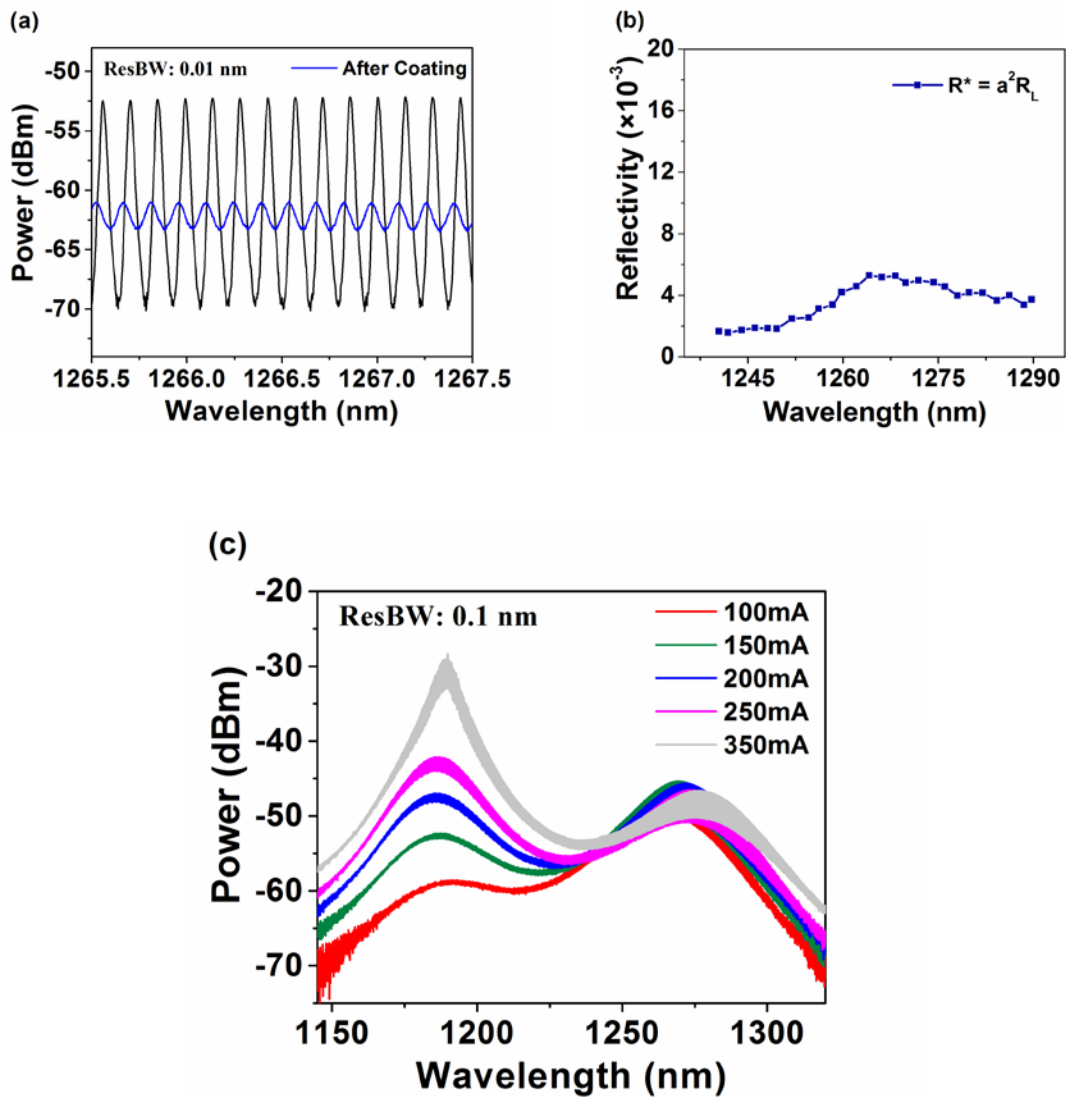 (a)
ResBW: 0.01 nm
After Coating
-50
-55
-60
-65
-70
1265.5 1266.0 1266.5 1267.0 1267.5
Wavelength (nm)
Power (dBm)
(b)
R* = a²R_L
20
16
12
8
4
0
1245 1260 1275 1290
Wavelength (nm)
Reflectivity (×10⁻³)
(c)
ResBW: 0.1 nm
100mA
150mA
200mA
250mA
350mA
-20
-30
-40
-50
-60
-70
1150 1200 1250 1300
Wavelength (nm)
Power (dBm)